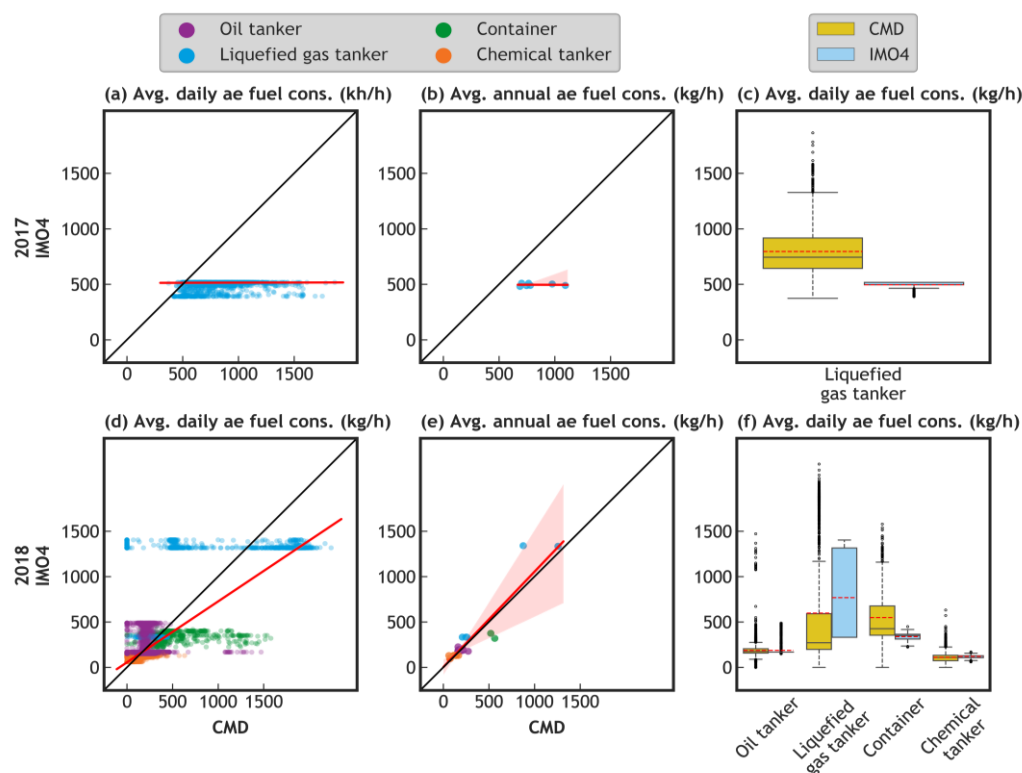 Oil tanker
Container
Liquefied gas tanker
Chemical tanker
CMD
IMO4
(a) Avg. daily ae fuel cons. (kh/h)
(b) Avg. annual ae fuel cons. (kg/h)
(c) Avg. daily ae fuel cons. (kg/h)
2017
IMO4
1500
1000
500
0
0
500
1000
1500
1500
1000
500
0
0
500
1000
1500
1500
1000
500
0
Liquefied
gas tanker
(d) Avg. daily ae fuel cons. (kg/h)
(e) Avg. annual ae fuel cons. (kg/h)
(f) Avg. daily ae fuel cons. (kg/h)
2018
IMO4
1500
1000
500
0
0
500
1000
1500
CMD
1500
1000
500
0
0
500
1000
1500
CMD
1500
1000
500
0
Oil tanker
Liquefied
gas tanker
Container
Chemical
tanker